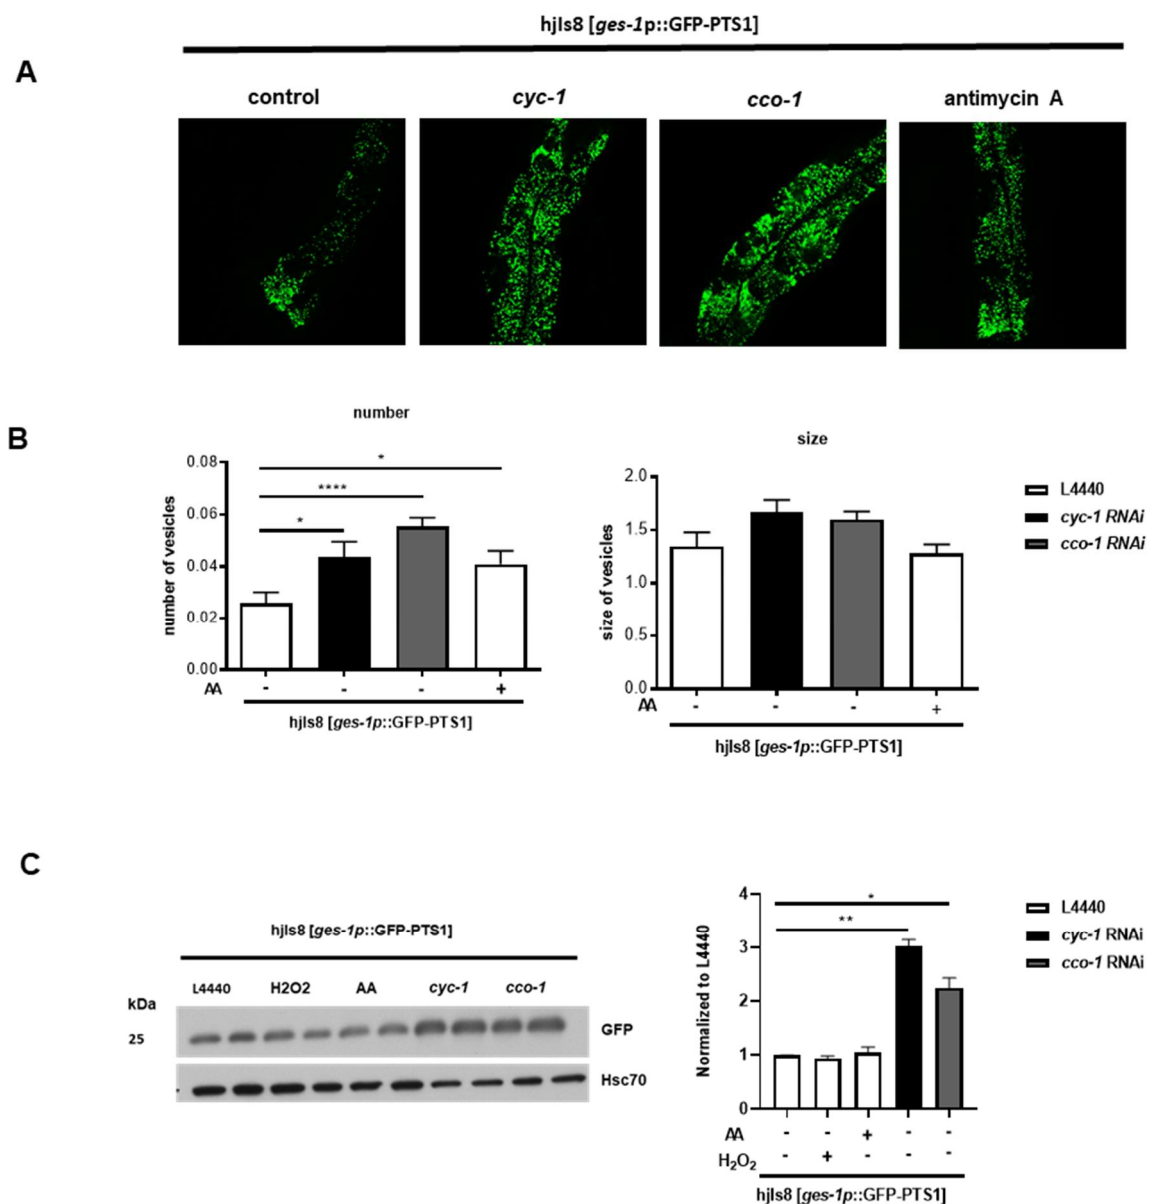 hjIs8 [ges-1p::GFP-PTS1]
A
control
cyc-1
cco-1
antimycin A
B
number
number of vesicles
0.08
0.06
0.04
0.02
0.00
*
****
*
AA
- - - +
hjIs8 [ges-1p::GFP-PTS1]
size
size of vesicles
2.0
1.5
1.0
0.5
0.0
AA
- - - +
hjIs8 [ges-1p::GFP-PTS1]
L4440
cyc-1 RNAi
cco-1 RNAi
C
hjIs8 [ges-1p::GFP-PTS1]
L4440 H2O2 AA cyc-1 cco-1
kDa
25
GFP
Hsc70
Normalized to L4440
4
3
2
1
0
*
**
AA - - + - -
H₂O₂ - + - - -
hjIs8 [ges-1p::GFP-PTS1]
L4440
cyc-1 RNAi
cco-1 RNAi